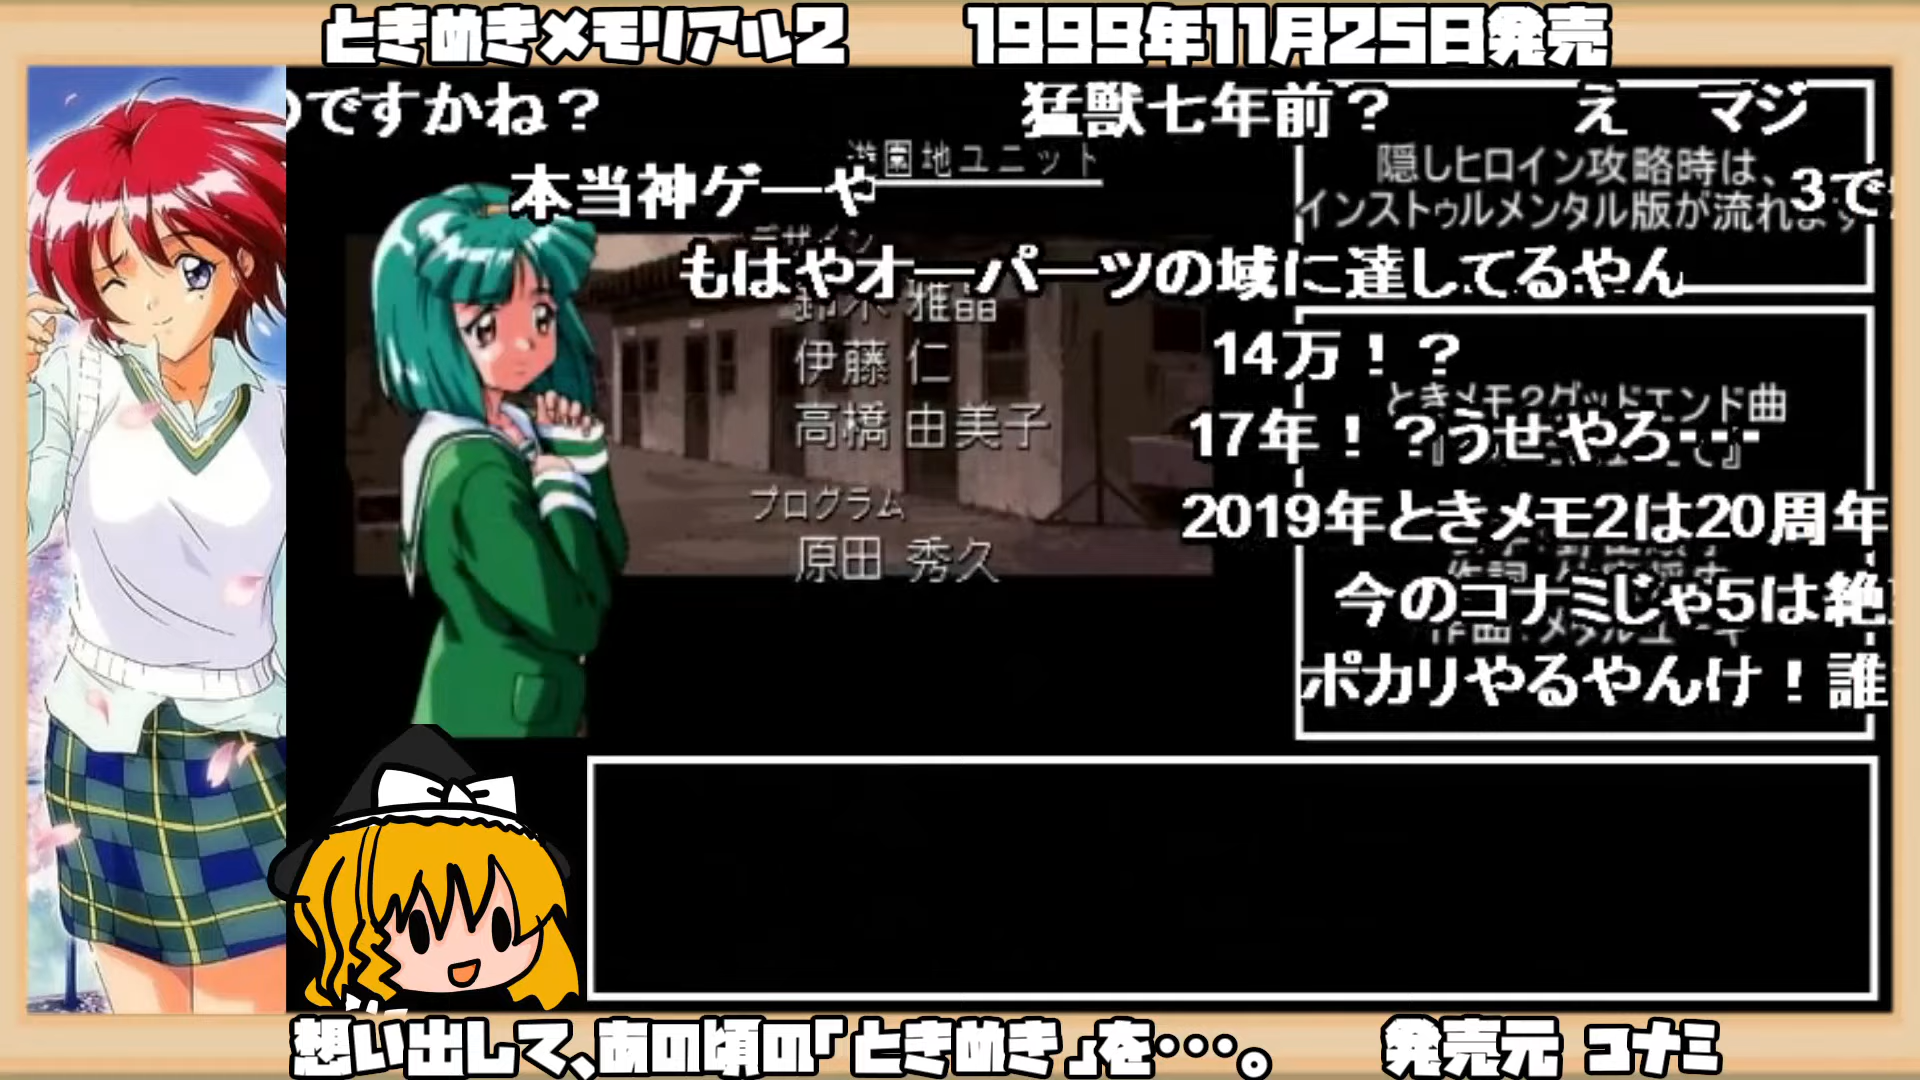 ときめきメモリアル2　1999年11月25日発売
のですかね？
猛獣七年前？
え　マジ
遊園地ユニット
隠しヒロイン攻略時は、
本当神ゲーや
3で
インストゥルメンタル版が流れます
デザイン
もはやオーパーツの域に達してるやん
鈴木 雅晶
14万！？
伊藤 仁
ときメモ2グッドエンド曲
高橋 由美子
17年！？うせやろ・・・
プログラム
2019年ときメモ2は20周年
原田 秀久
今のコナミじゃ5は絶
ポカリやるやんけ！誰
想い出して、あの頃の「ときめき」を・・・。　発売元 コナミ